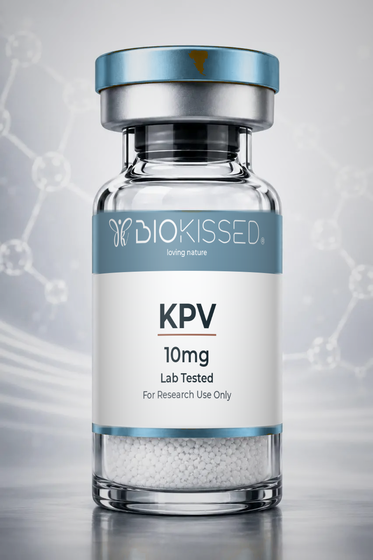 BIOKISSED®
loving nature
KPV
10mg
Lab Tested
For Research Use Only